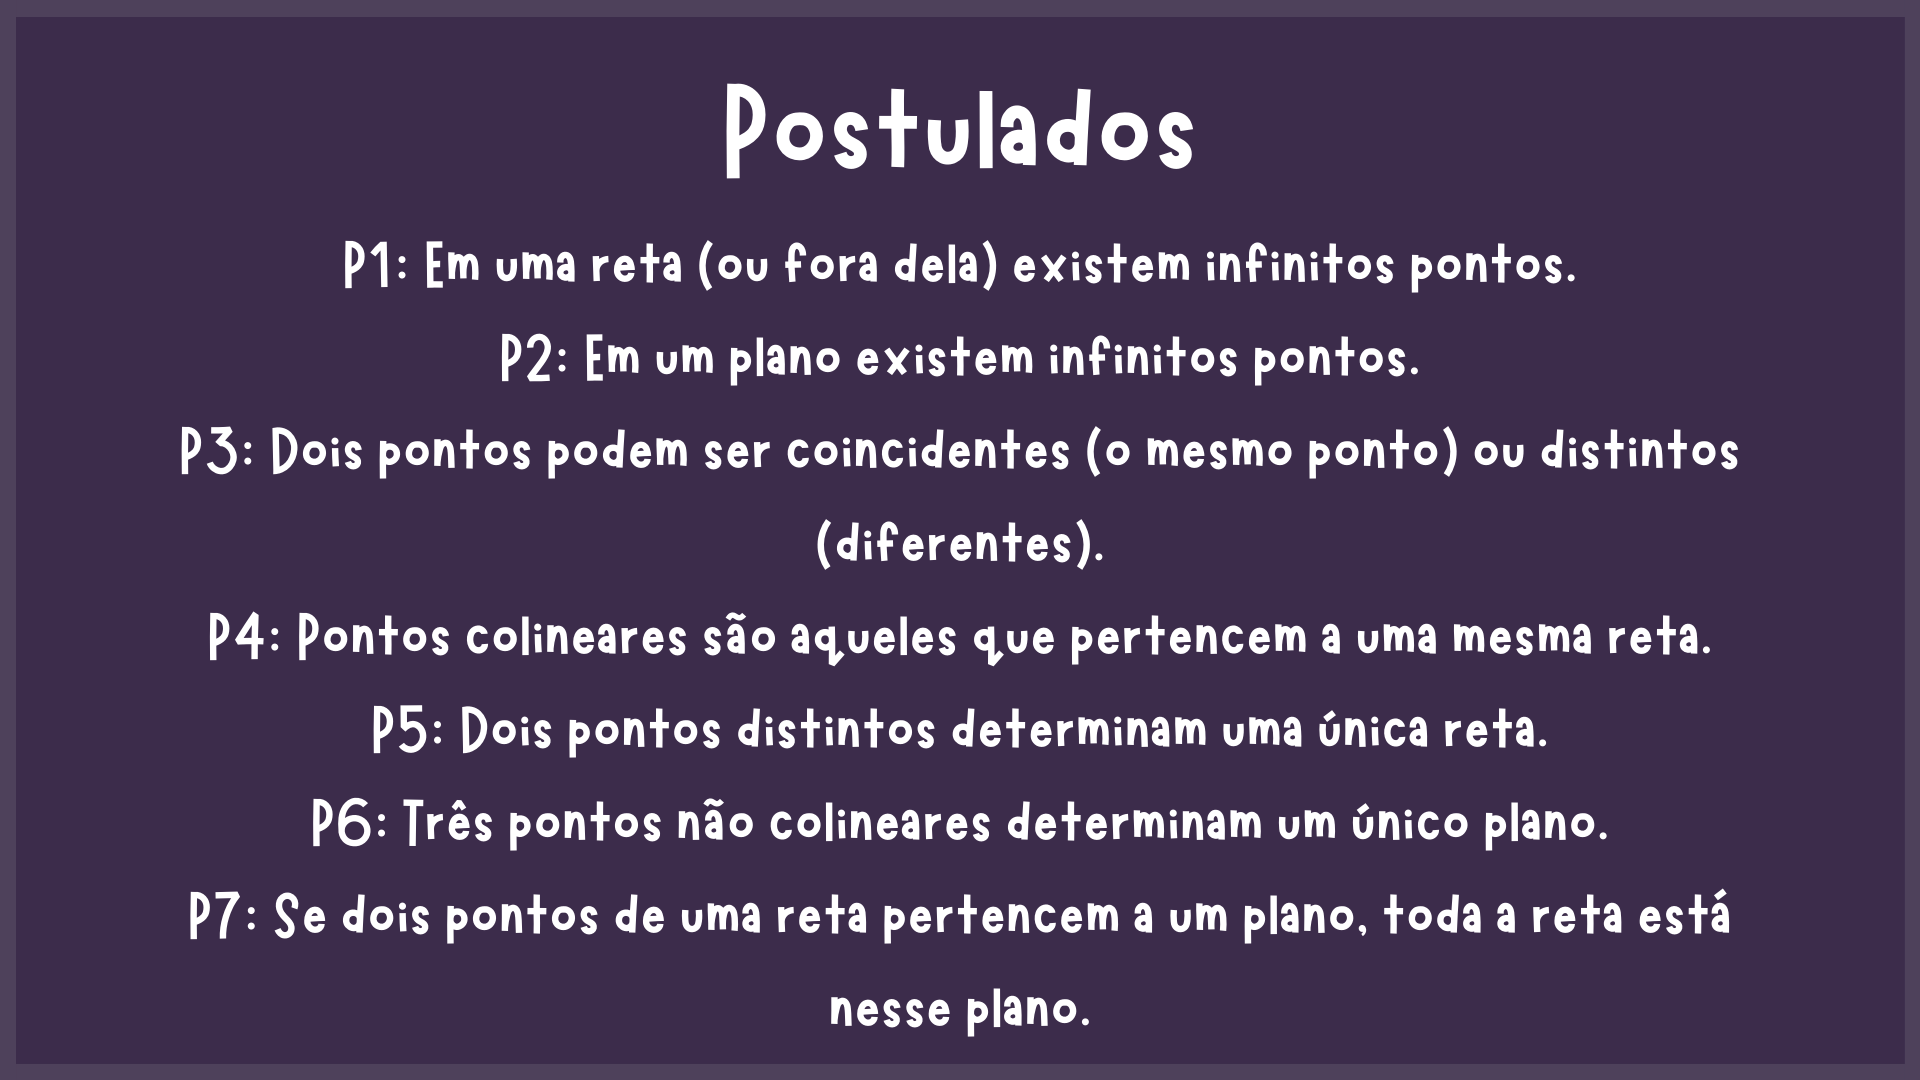 Postulados
P1: Em uma reta (ou fora dela) existem infinitos pontos.
P2: Em um plano existem infinitos pontos.
P3: Dois pontos podem ser coincidentes (o mesmo ponto) ou distintos
(diferentes).
P4: Pontos colineares são aqueles que pertencem a uma mesma reta.
P5: Dois pontos distintos determinam uma única reta.
P6: Três pontos não colineares determinam um único plano.
P7: Se dois pontos de uma reta pertencem a um plano, toda a reta está
nesse plano.